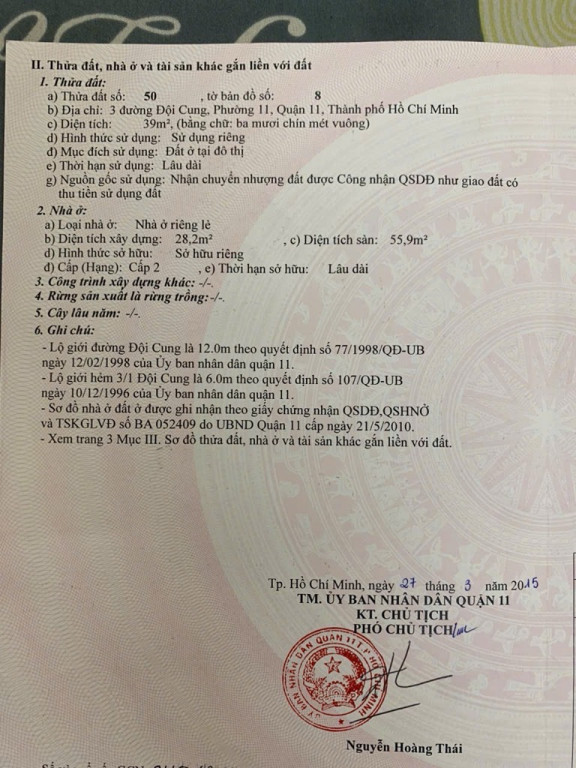 II. Thửa đất, nhà ở và tài sản khác gắn liền với đất
1. Thửa đất:
a) Thửa đất số: 50 , tờ bản đồ số: 8
b) Địa chỉ: 3 đường Đội Cung, Phường 11, Quận 11, Thành phố Hồ Chí Minh
c) Diện tích: 39m², (bằng chữ: ba mươi chín mét vuông)
d) Hình thức sử dụng: Sử dụng riêng
đ) Mục đích sử dụng: Đất ở tại đô thị
e) Thời hạn sử dụng: Lâu dài
g) Nguồn gốc sử dụng: Nhận chuyển nhượng đất được Công nhận QSDĐ như giao đất có
thu tiền sử dụng đất
2. Nhà ở:
a) Loại nhà ở: Nhà ở riêng lẻ
b) Diện tích xây dựng: 28,2m² , c) Diện tích sàn: 55,9m²
d) Hình thức sở hữu: Sở hữu riêng
đ) Cấp (Hạng): Cấp 2 , e) Thời hạn sở hữu: Lâu dài
3. Công trình xây dựng khác: -/-.
4. Rừng sản xuất là rừng trồng: -/-.
5. Cây lâu năm: -/-.
6. Ghi chú:
- Lộ giới đường Đội Cung là 12.0m theo quyết định số 77/1998/QĐ-UB
ngày 12/02/1998 của Ủy ban nhân dân quận 11.
- Lộ giới hẻm 3/1 Đội Cung là 6.0m theo quyết định số 107/QĐ-UB
ngày 10/12/1996 của Ủy ban nhân dân quận 11.
- Sơ đồ nhà ở đất ở được ghi nhận theo giấy chứng nhận QSDĐ,QSHNỞ
và TSKGLVĐ số BA 052409 do UBND Quận 11 cấp ngày 21/5/2010.
- Xem trang 3 Mục III. Sơ đồ thửa đất, nhà ở và tài sản khác gắn liền với đất.
Tp. Hồ Chí Minh, ngày 27 tháng 3 năm 2015
TM. ỦY BAN NHÂN DÂN QUẬN 11
KT. CHỦ TỊCH
PHÓ CHỦ TỊCH
ỦY BAN NHÂN DÂN QUẬN 11 T.P HỒ CHÍ MINH
Nguyễn Hoàng Thái